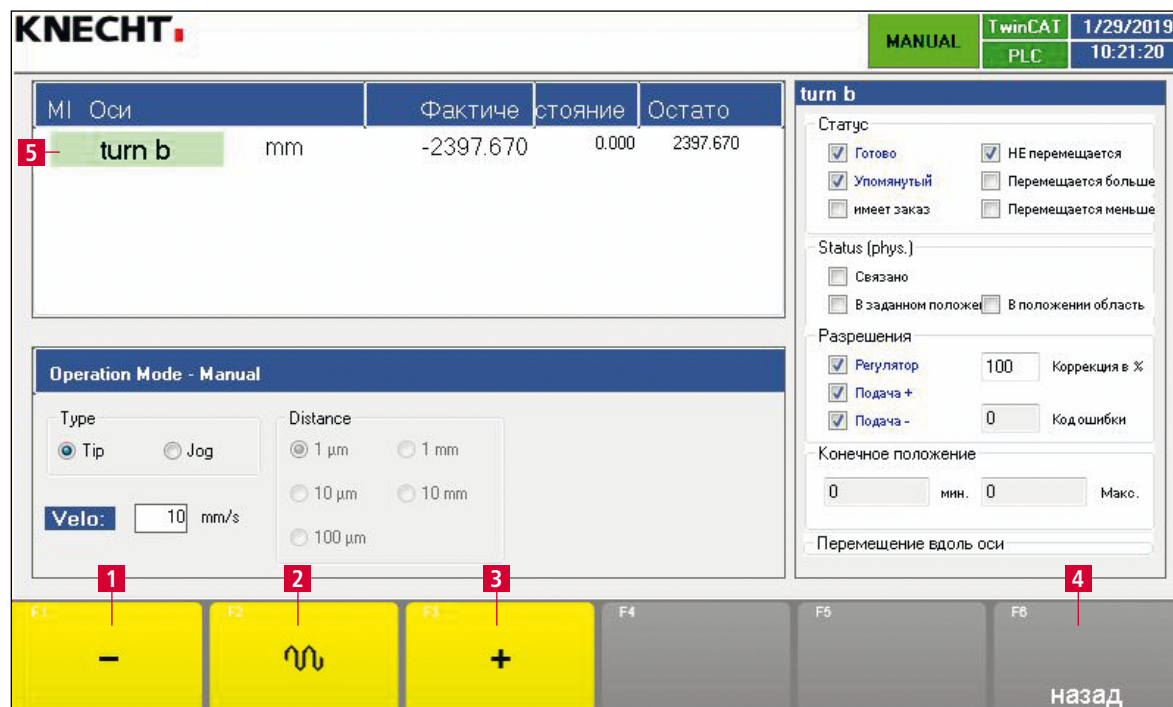 KNECHT
MANUAL
TwinCAT
PLC
1/29/2019
10:21:20
MI Оси Фактиче стояние Остато
5 turn b mm -2397.670 0.000 2397.670
turn b
Статус
Готово НЕ перемещается
Упомянутый Перемещается больше
имеет заказ Перемещается меньше
Status (phys.)
Связано
В заданном положе В положении область
Разрешения
Регулятор 100 Коррекция в %
Подача +
Подача - 0 Код ошибки
Конечное положение
0 мин. 0 Макс.
Перемещение вдоль оси
Operation Mode - Manual
Type Distance
Tip Jog 1 µm 1 mm
10 µm 10 mm
Velo: 10 mm/s
100 µm
1 2 3 4
F1 F2 F3 F4 F5 F6
- +
назад